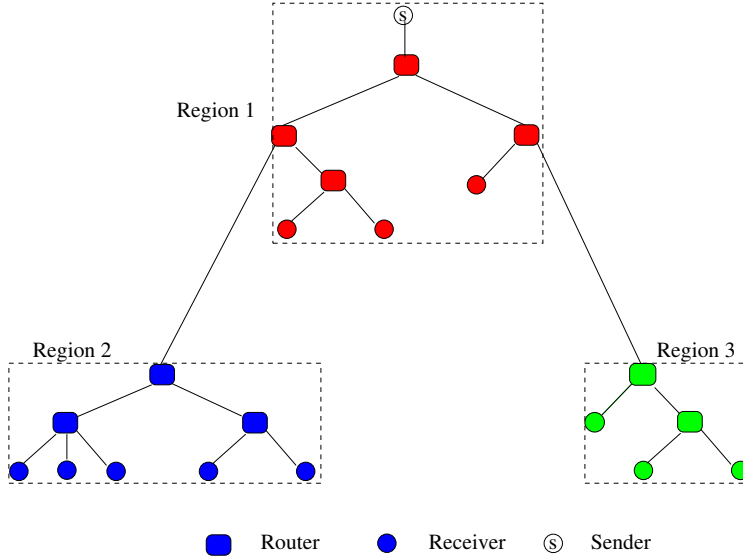 S
Region 1
Region 2
Region 3
Router
Receiver
S
Sender